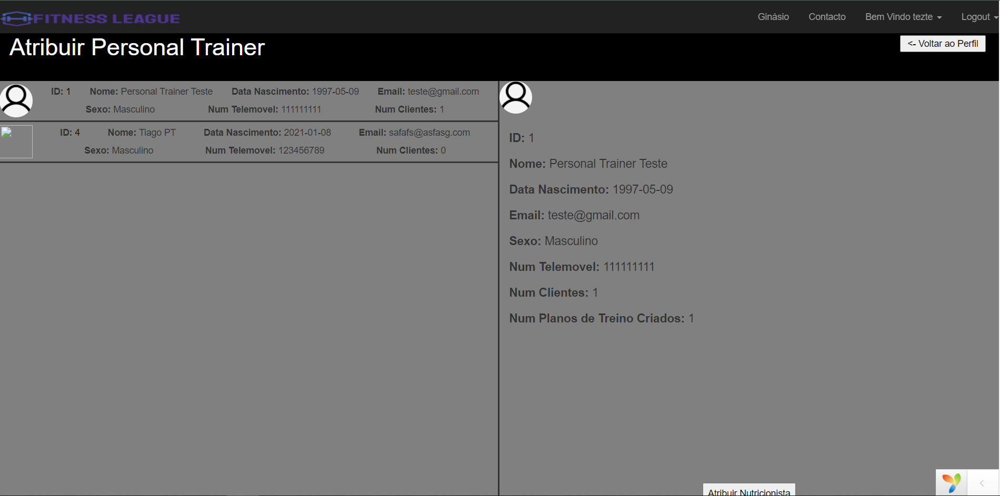 FITNESS LEAGUE
Ginásio Contacto Bem Vindo tezte Logout
Atribuir Personal Trainer
<- Voltar ao Perfil
ID: 1 Nome: Personal Trainer Teste Data Nascimento: 1997-05-09 Email: teste@gmail.com
Sexo: Masculino Num Telemovel: 111111111 Num Clientes: 1
ID: 4 Nome: Tiago PT Data Nascimento: 2021-01-08 Email: safafs@asfasg.com
Sexo: Masculino Num Telemovel: 123456789 Num Clientes: 0
ID: 1
Nome: Personal Trainer Teste
Data Nascimento: 1997-05-09
Email: teste@gmail.com
Sexo: Masculino
Num Telemovel: 111111111
Num Clientes: 1
Num Planos de Treino Criados: 1
Atribuir Nutricionista